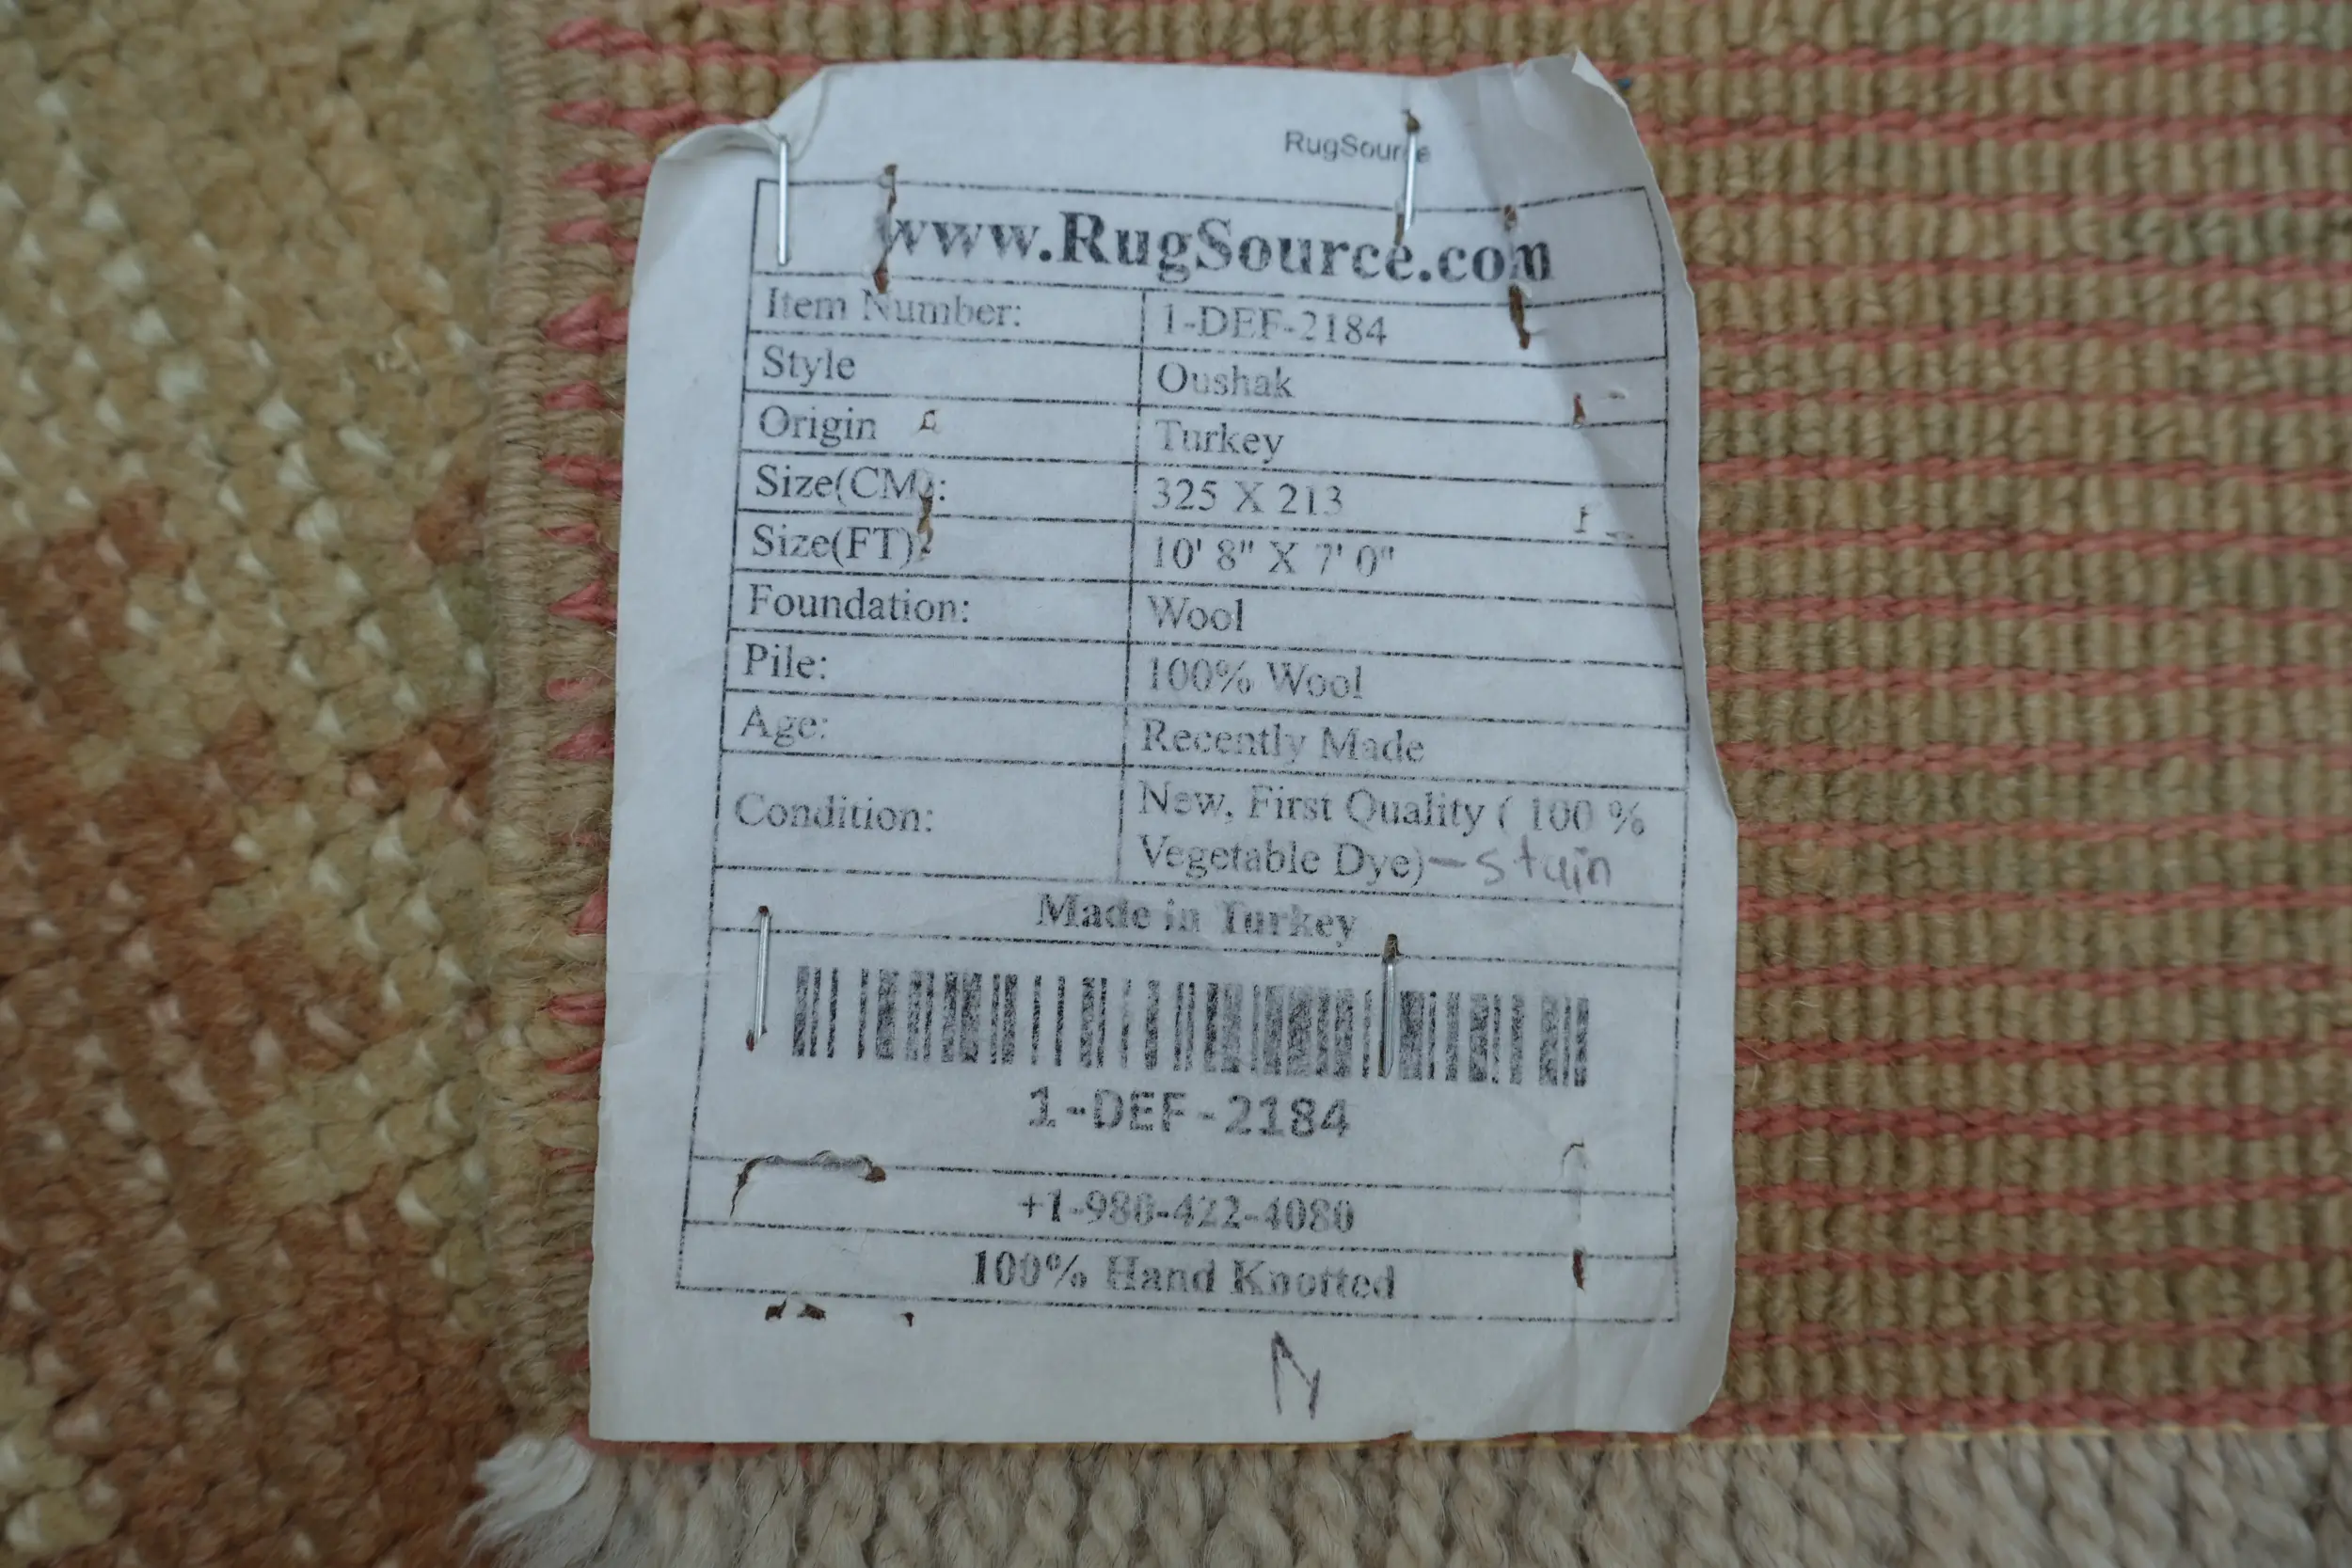 RugSource
www.RugSource.com
Item Number: 1-DEF-2184
Style Oushak
Origin Turkey
Size(CM): 325 X 213
Size(FT): 10' 8" X 7' 0"
Foundation: Wool
Pile: 100% Wool
Age: Recently Made
Condition: New, First Quality ( 100 %
Vegetable Dye)-stain
Made in Turkey
1-DEF-2184
+1-980-422-4080
100% Hand Knotted
N